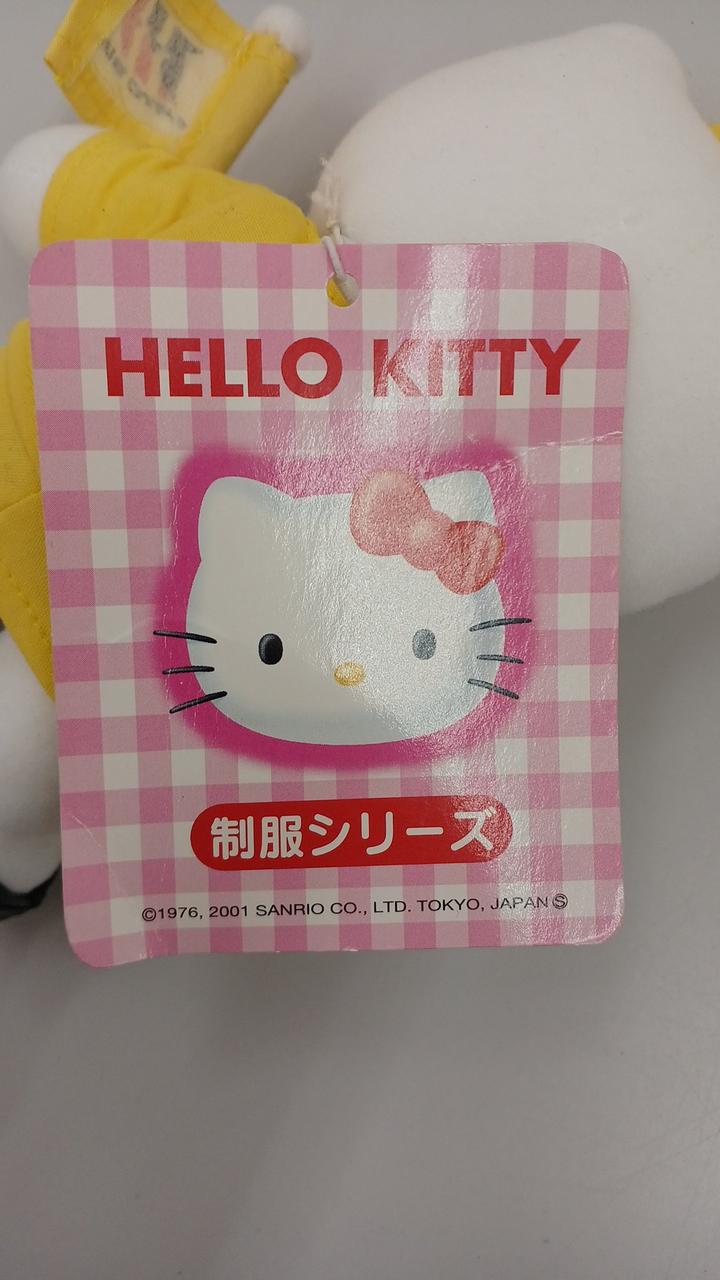 HELLO KITTY
制服シリーズ
©1976, 2001 SANRIO CO., LTD. TOKYO, JAPAN Ⓢ